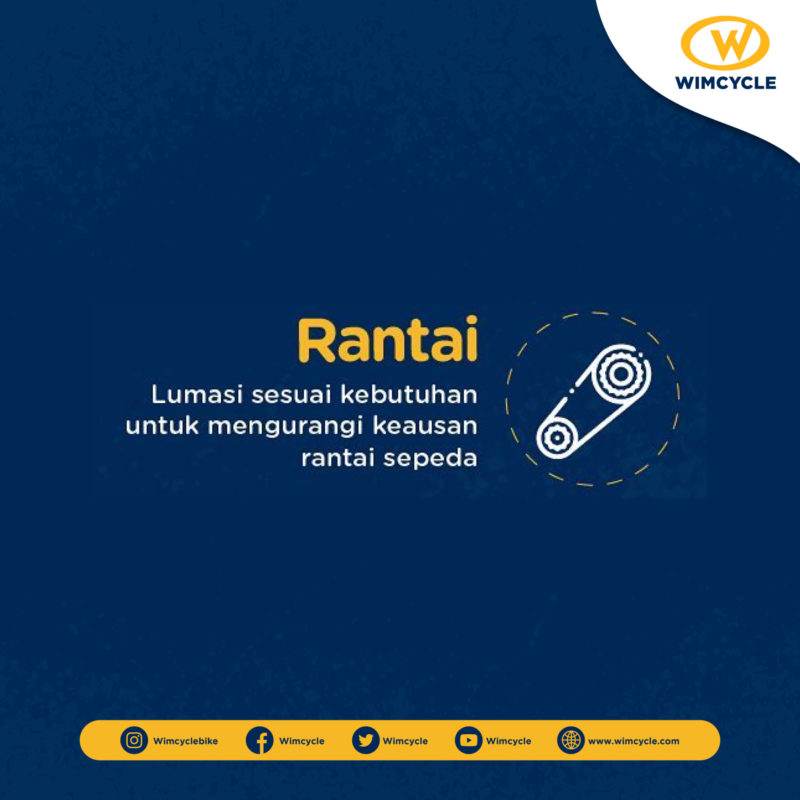 W
WIMCYCLE
Rantai
Lumasi sesuai kebutuhan
untuk mengurangi keausan
rantai sepeda
Wimcyclebike
Wimcycle
Wimcycle
Wimcycle
www.wimcycle.com